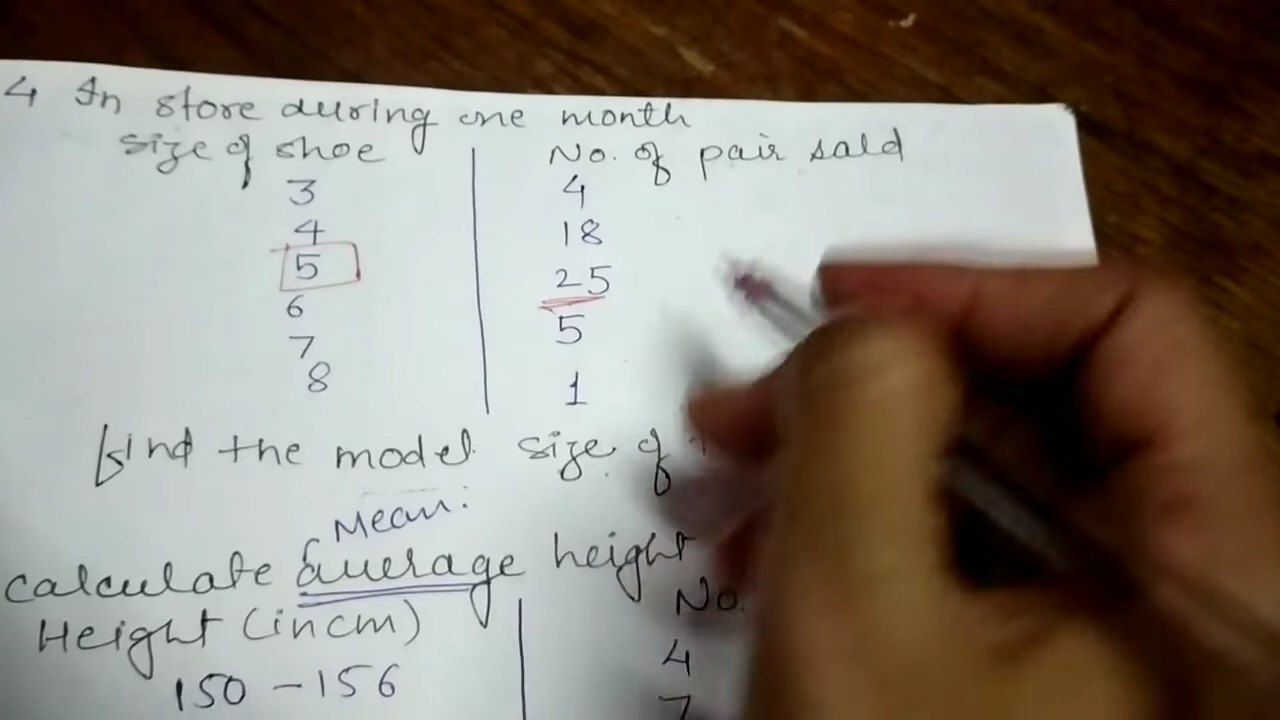 4 In store during one month
size of shoe No. of pair sald
3 4
4 18
5 25
6 5
7
8 1
find the model size of
Mean:
calculate average height
Height (in cm) No.
150-156 4
7